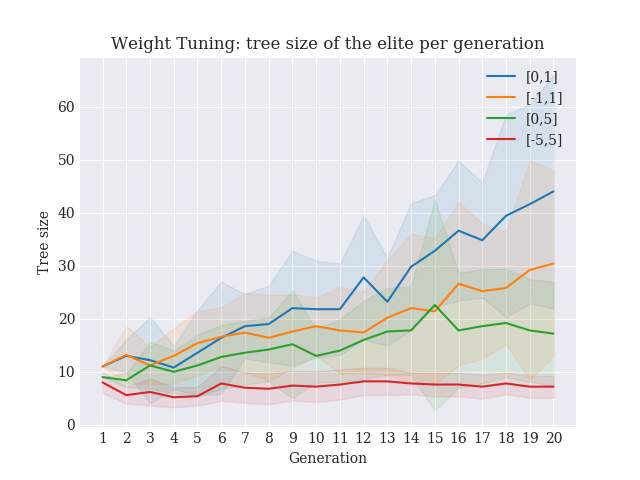 Weight Tuning: tree size of the elite per generation
[0,1]
[-1,1]
[0,5]
[-5,5]
Tree size
60
50
40
30
20
10
0
1 2 3 4 5 6 7 8 9 10 11 12 13 14 15 16 17 18 19 20
Generation